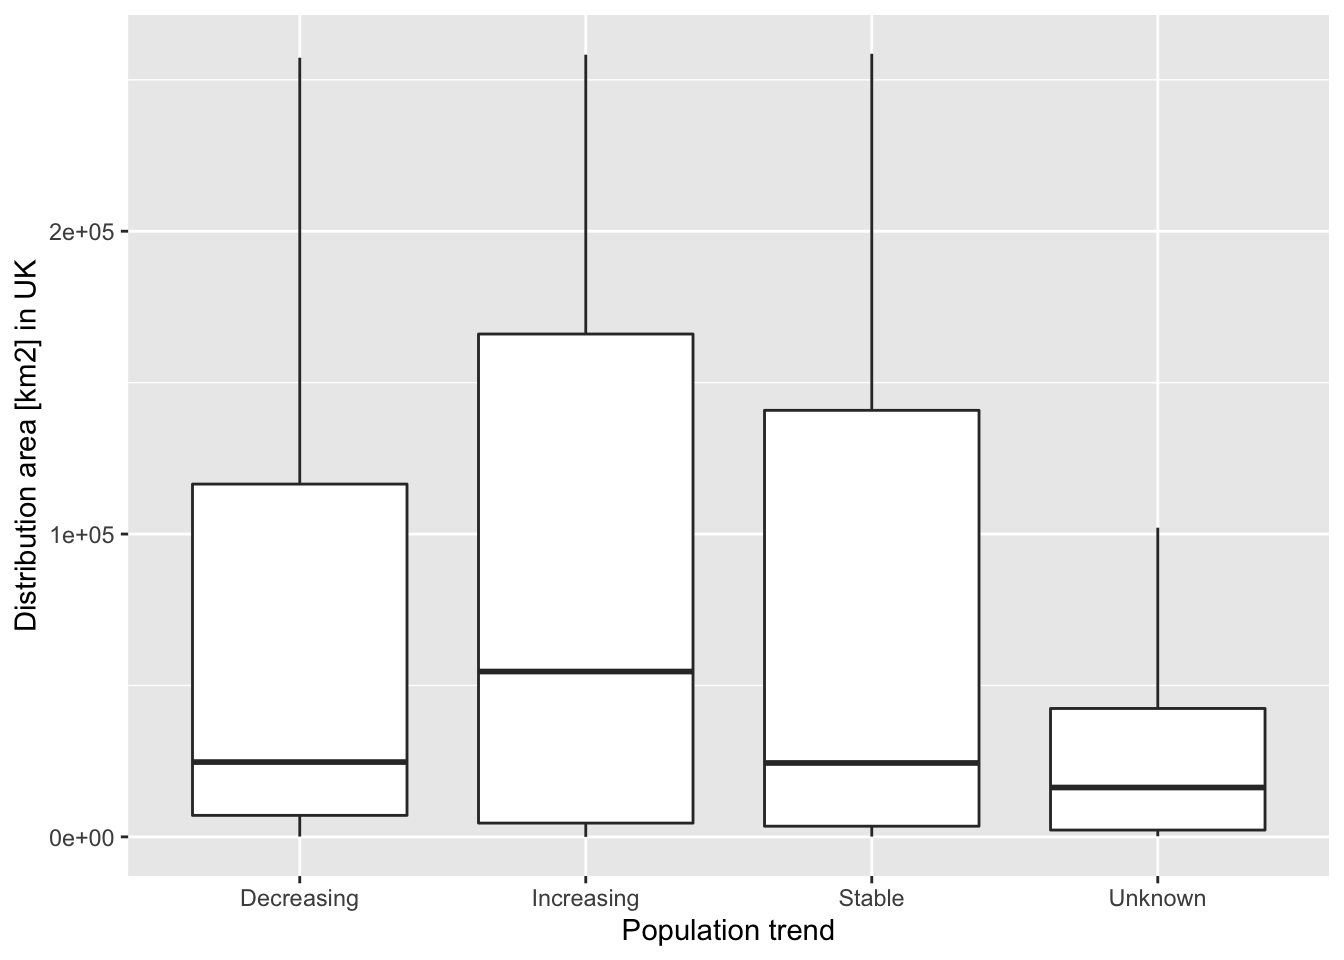 Distribution area [km2] in UK
2e+05
1e+05
0e+00
Decreasing Increasing Stable Unknown
Population trend